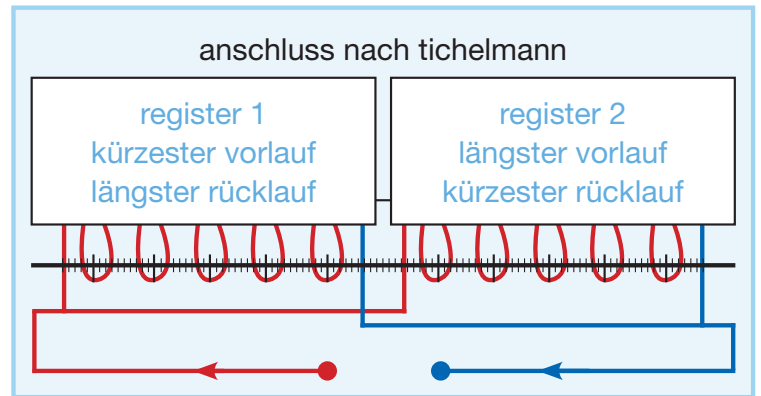 anschluss nach tichelmann
register 1
kürzester vorlauf
längster rücklauf
register 2
längster vorlauf
kürzester rücklauf